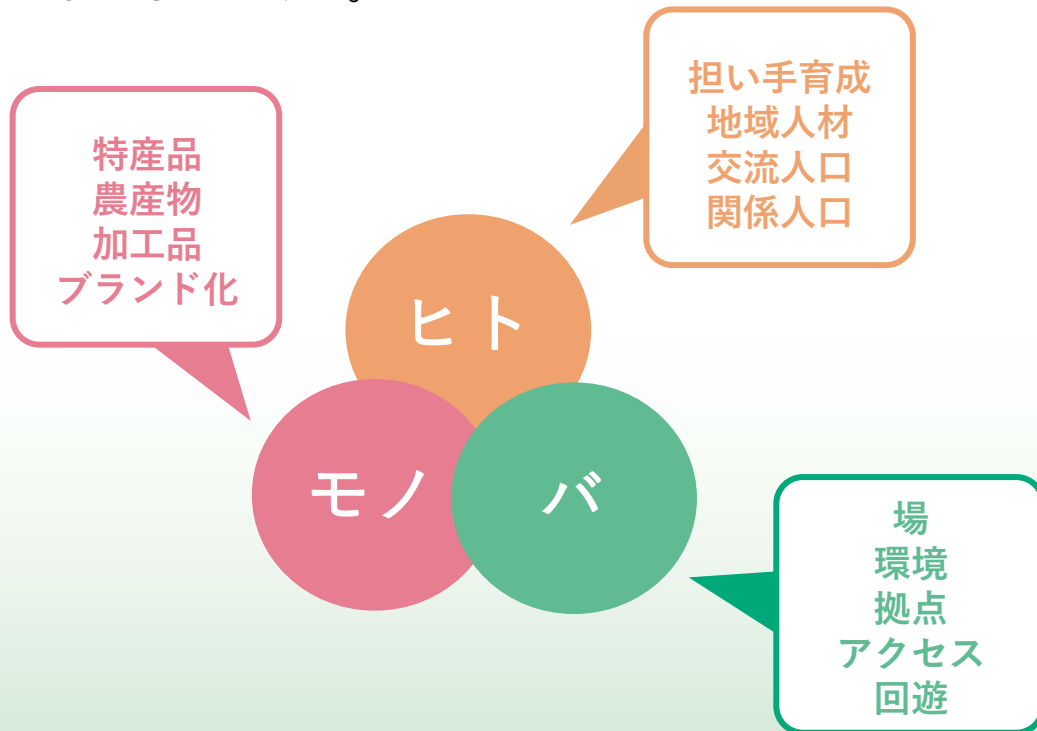 担い手育成
地域人材
交流人口
関係人口
特産品
農産物
加工品
ブランド化
ヒト
モノ
バ
場
環境
拠点
アクセス
回遊